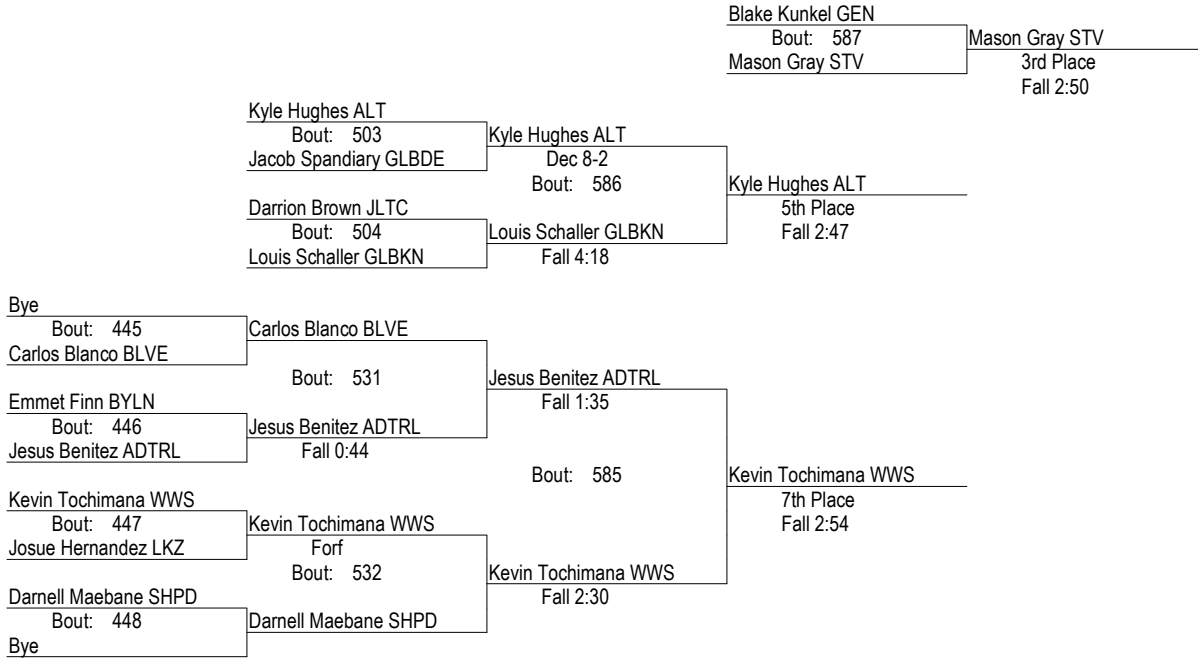 Blake Kunkel GEN
Bout: 587
Mason Gray STV
Mason Gray STV
3rd Place
Fall 2:50
Kyle Hughes ALT
Bout: 503
Jacob Spandiary GLBDE
Kyle Hughes ALT
Dec 8-2
Bout: 586
Darrion Brown JLTC
Bout: 504
Louis Schaller GLBKN
Louis Schaller GLBKN
Fall 4:18
Kyle Hughes ALT
5th Place
Fall 2:47
Bye
Bout: 445
Carlos Blanco BLVE
Carlos Blanco BLVE
Bout: 531
Emmet Finn BYLN
Bout: 446
Jesus Benitez ADTRL
Jesus Benitez ADTRL
Fall 0:44
Jesus Benitez ADTRL
Fall 1:35
Bout: 585
Kevin Tochimana WWS
Bout: 447
Josue Hernandez LKZ
Kevin Tochimana WWS
Forf
Bout: 532
Darnell Maebane SHPD
Bout: 448
Bye
Darnell Maebane SHPD
Kevin Tochimana WWS
Fall 2:30
Kevin Tochimana WWS
7th Place
Fall 2:54